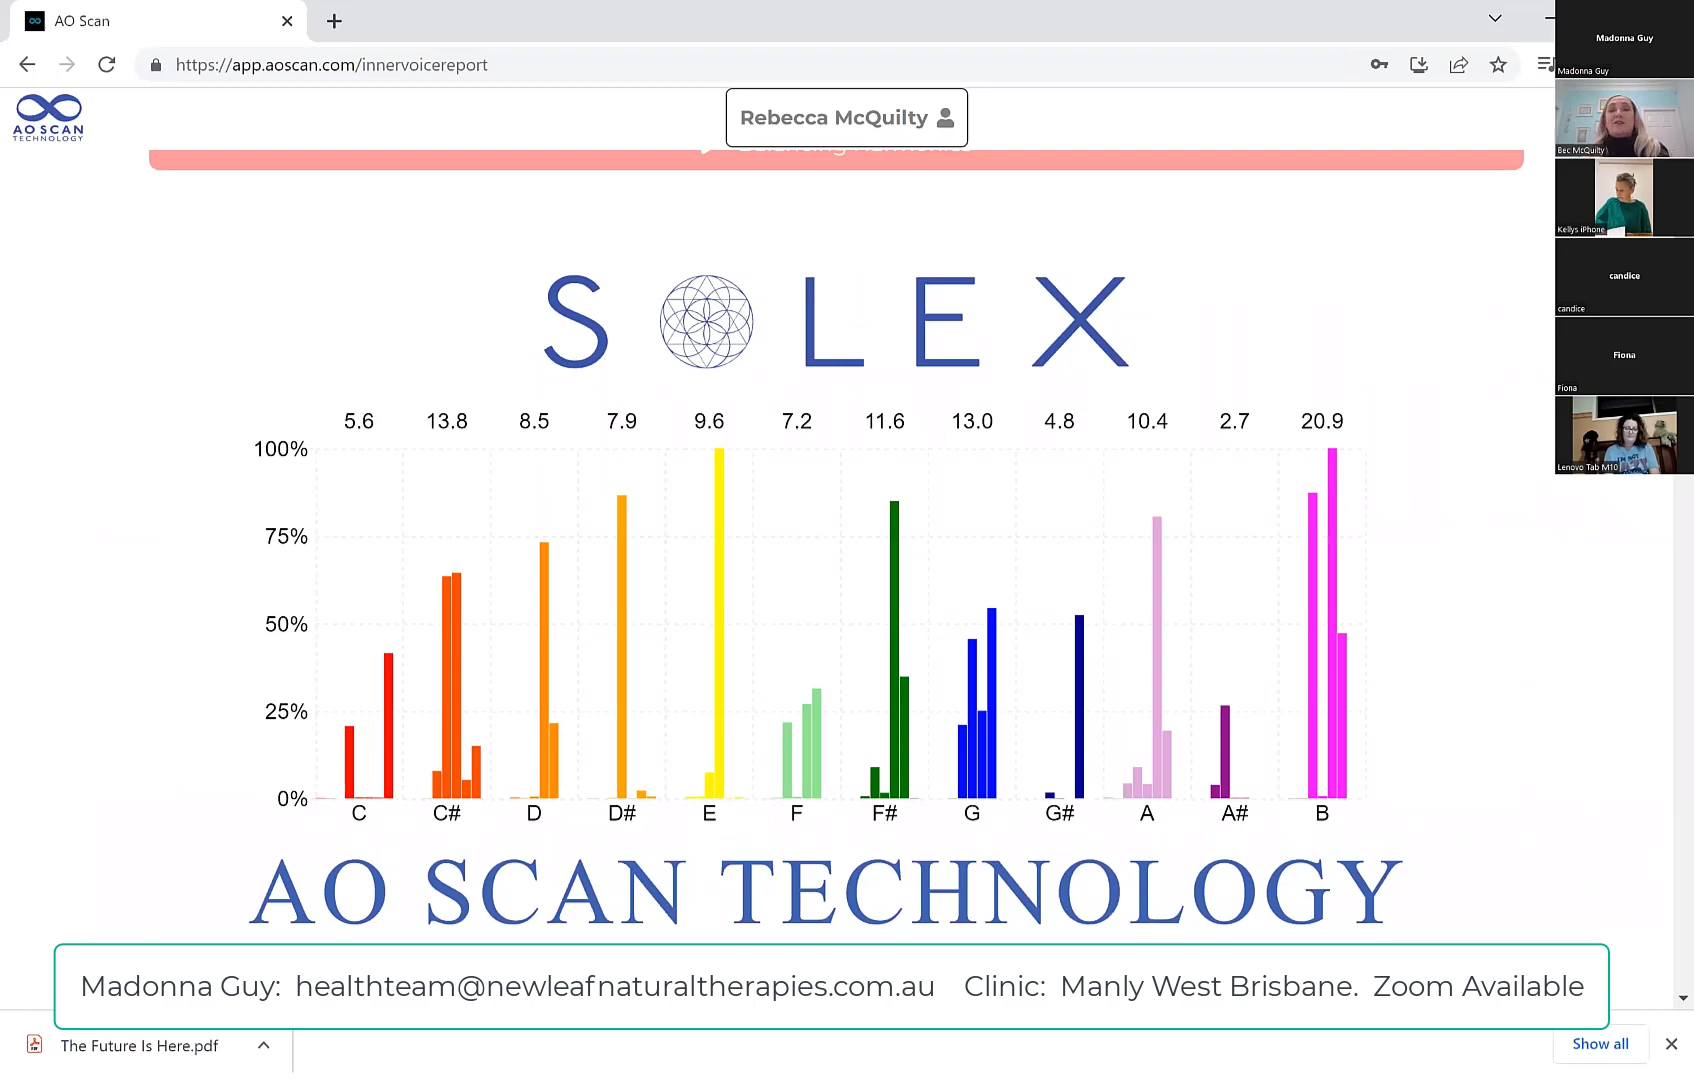 AO Scan
https://app.aoscan.com/innervoicereport
Madonna Guy
Madonna Guy
AO SCAN
TECHNOLOGY
Rebecca McQuilty
Bec McQuilty
Kellys iPhone
candice
candice
Fiona
Fiona
Lenovo Tab M10
SOLEX
5.6 13.8 8.5 7.9 9.6 7.2 11.6 13.0 4.8 10.4 2.7 20.9
100%
75%
50%
25%
0%
C C# D D# E F F# G G# A A# B
AO SCAN TECHNOLOGY
Madonna Guy: healthteam@newleafnaturaltherapies.com.au Clinic: Manly West Brisbane. Zoom Available
The Future Is Here.pdf
Show all